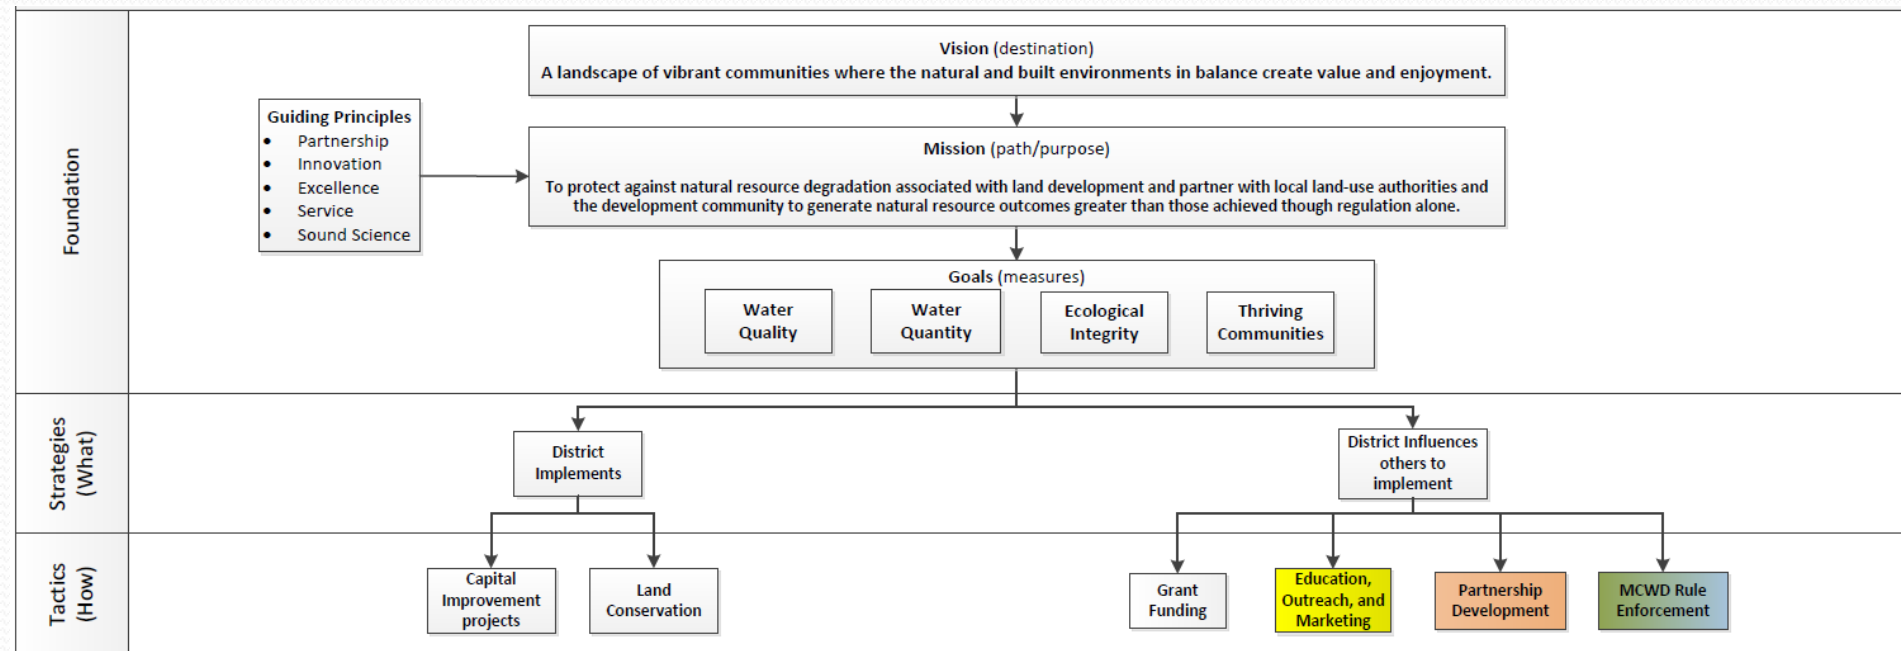 Foundation
Vision (destination)
A landscape of vibrant communities where the natural and built environments in balance create value and enjoyment.
Guiding Principles
• Partnership
• Innovation
• Excellence
• Service
• Sound Science
Mission (path/purpose)
To protect against natural resource degradation associated with land development and partner with local land-use authorities and
the development community to generate natural resource outcomes greater than those achieved though regulation alone.
Goals (measures)
Water
Quality
Water
Quantity
Ecological
Integrity
Thriving
Communities
Strategies
(What)
District
Implements
District Influences
others to
implement
Tactics
(How)
Capital
Improvement
projects
Land
Conservation
Grant
Funding
Education,
Outreach, and
Marketing
Partnership
Development
MCWD Rule
Enforcement